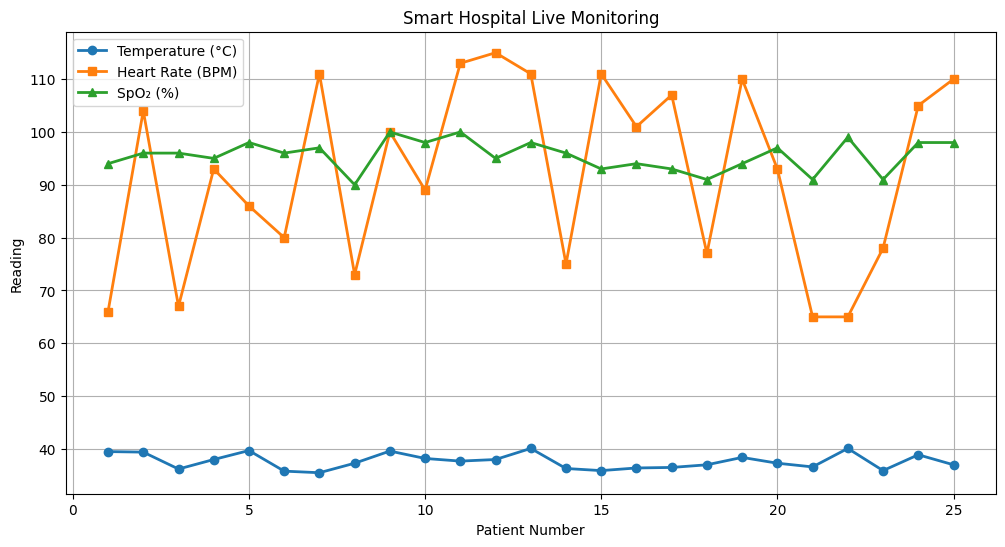 Smart Hospital Live Monitoring
Temperature (°C)
Heart Rate (BPM)
SpO₂ (%)
110
100
90
80
70
60
50
40
Reading
0 5 10 15 20 25
Patient Number